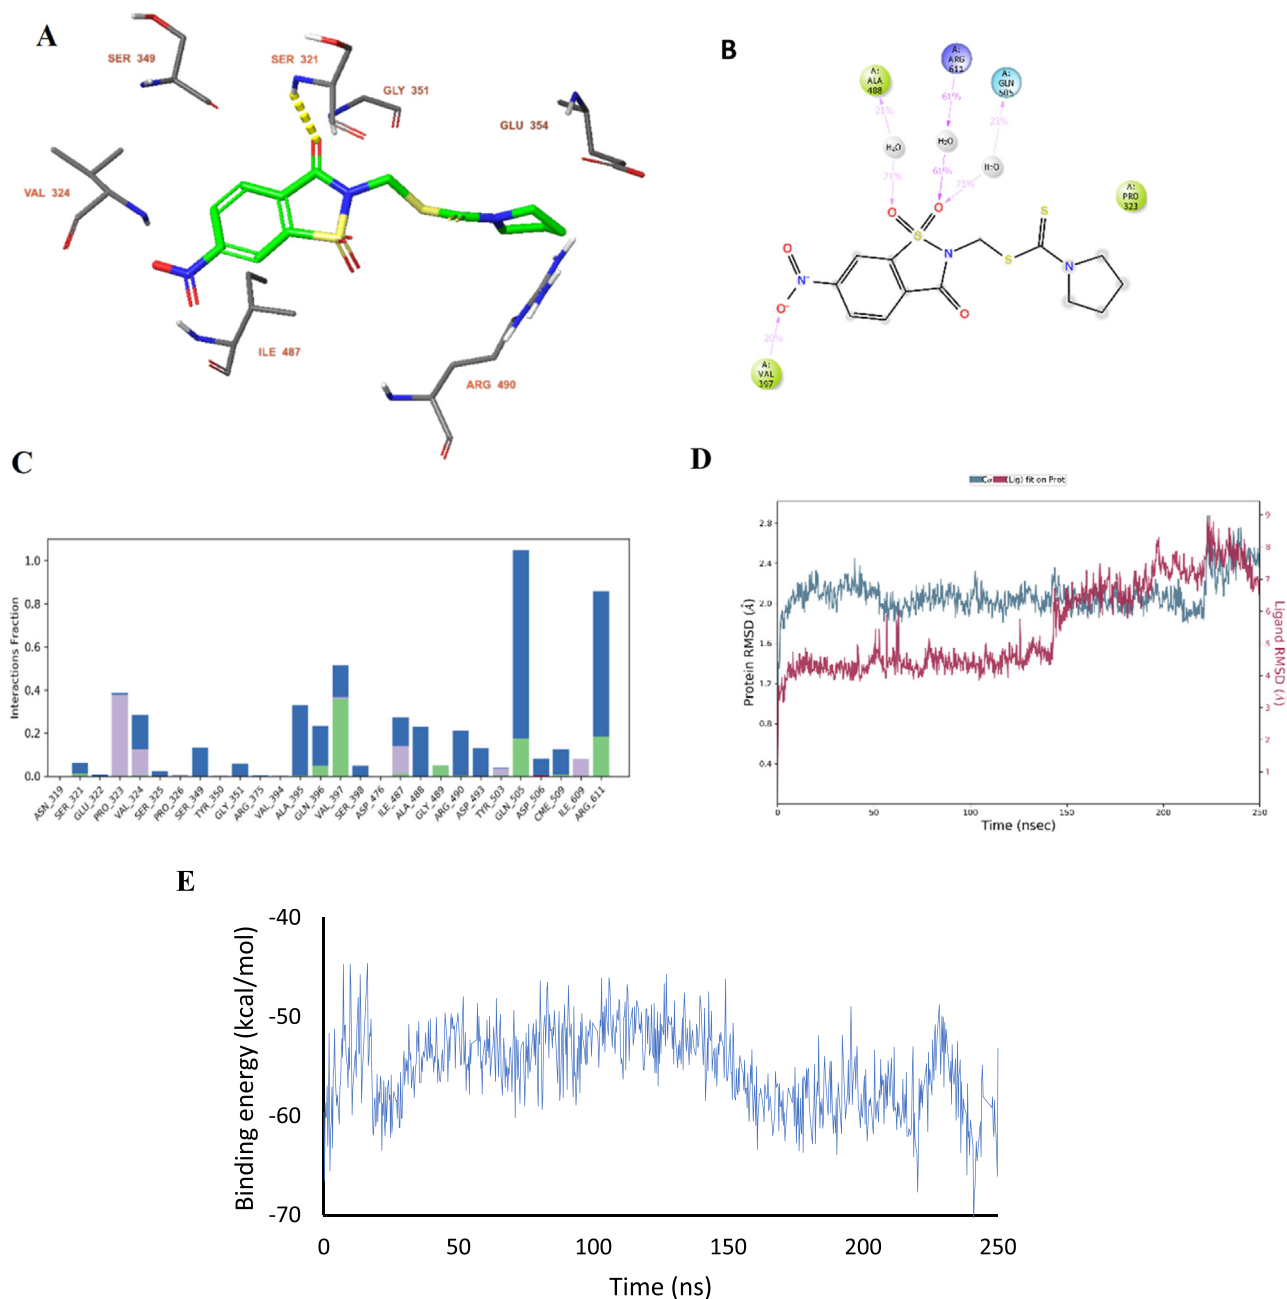 A
SER 349
SER 321
GLY 351
GLU 354
VAL 324
ILE 487
ARG 490
B
A:
ALA
488
A:
ARG
611
A:
GLN
505
21%
61%
23%
H₂O
H₂O
H₂O
21%
61%
23%
A:
PRO
323
O
O
S
O
N⁺
O⁻
N
O
S
S
N
20%
A:
VAL
397
C
Interactions Fraction
1.0
0.8
0.6
0.4
0.2
0.0
ASN_319
SER_321
GLU_322
PRO_323
VAL_324
SER_325
PRO_326
SER_349
TYR_350
GLY_351
ARG_375
VAL_394
ALA_395
GLN_396
VAL_397
SER_398
ASP_476
ILE_487
ALA_488
GLY_489
ARG_490
ASP_493
TYR_503
GLN_505
ASP_506
CME_509
ILE_609
ARG_611
D
Cα
(Lig) fit on Prot
Protein RMSD (Å)
2.8
2.4
2.0
1.6
1.2
0.8
0.4
9
8
7
6
5
4
3
2
1
Ligand RMSD (Å)
0
50
100
150
200
250
Time (nsec)
E
Binding energy (kcal/mol)
-40
-50
-60
-70
0
50
100
150
200
250
Time (ns)